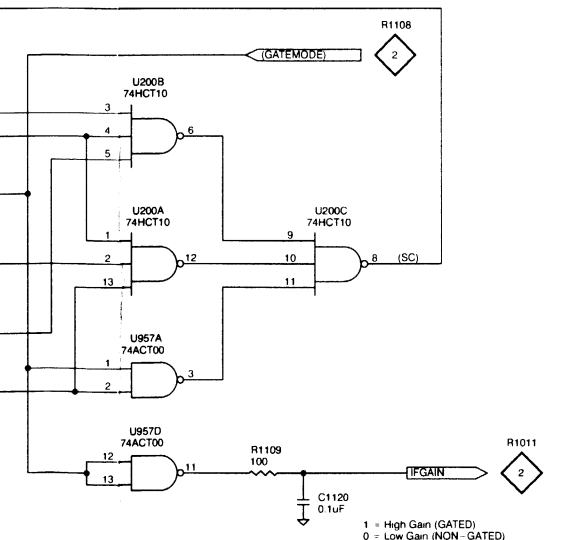 R1108
(GATEMODE)
2
U200B
74HCT10
3
4
6
5
U200A
74HCT10
U200C
74HCT10
1
9
2
12
10
8
(SC)
13
11
U957A
74ACT00
1
3
2
U957D
74ACT00
12
11
13
R1109
100
IFGAIN
R1011
2
C1120
0.1uF
1 = High Gain (GATED)
0 = Low Gain (NON-GATED)